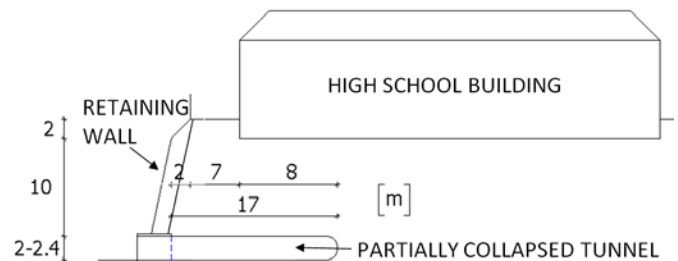 HIGH SCHOOL BUILDING
RETAINING
WALL
2
10
2 7 8
17 [m]
2-2.4
PARTIALLY COLLAPSED TUNNEL